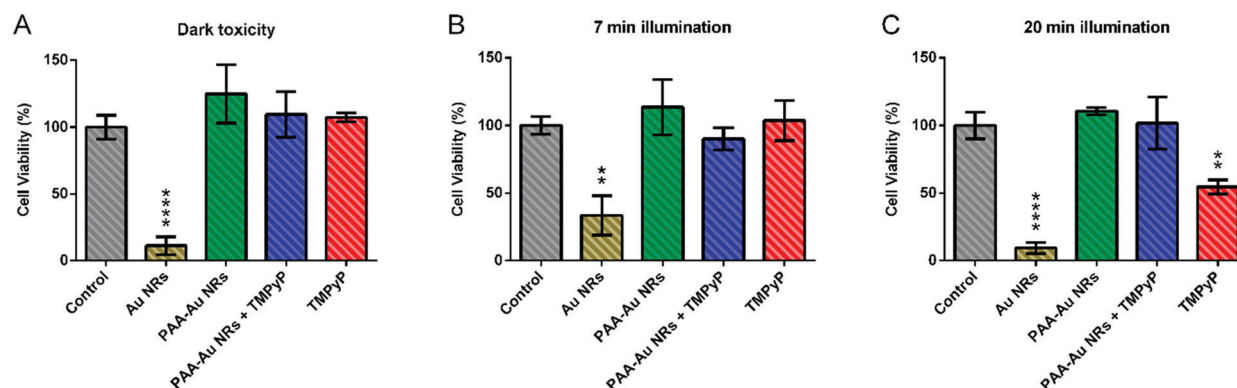 A
Dark toxicity
Cell Viability (%)
150
100
50
0
****
Control
Au NRs
PAA-Au NRs
PAA-Au NRs + TMPyP
TMPyP
B
7 min illumination
Cell Viability (%)
150
100
50
0
**
Control
Au NRs
PAA-Au NRs
PAA-Au NRs + TMPyP
TMPyP
C
20 min illumination
Cell Viability (%)
150
100
50
0
****
**
Control
Au NRs
PAA-Au NRs
PAA-Au NRs + TMPyP
TMPyP